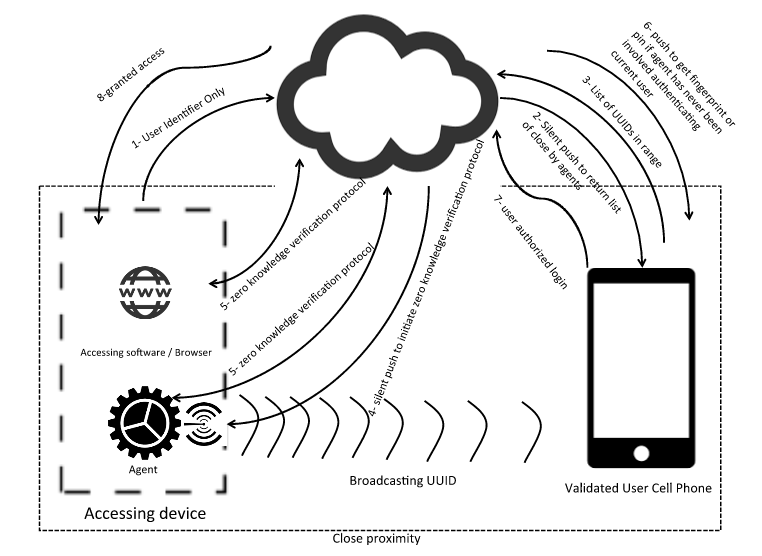 8-granted access
1- User Identifier Only
6- push to get fingerprint or
pin if agent has never been
involved authenticating
current user
3- List of UUIDs in range
2- Silent push to return list
of close by agents
7- user authorized login
5- zero knowledge verification protocol
5- zero knowledge verification protocol
4- silent push to initiate zero knowledge verification protocol
www
Accessing software / Browser
Agent
Broadcasting UUID
Validated User Cell Phone
Accessing device
Close proximity